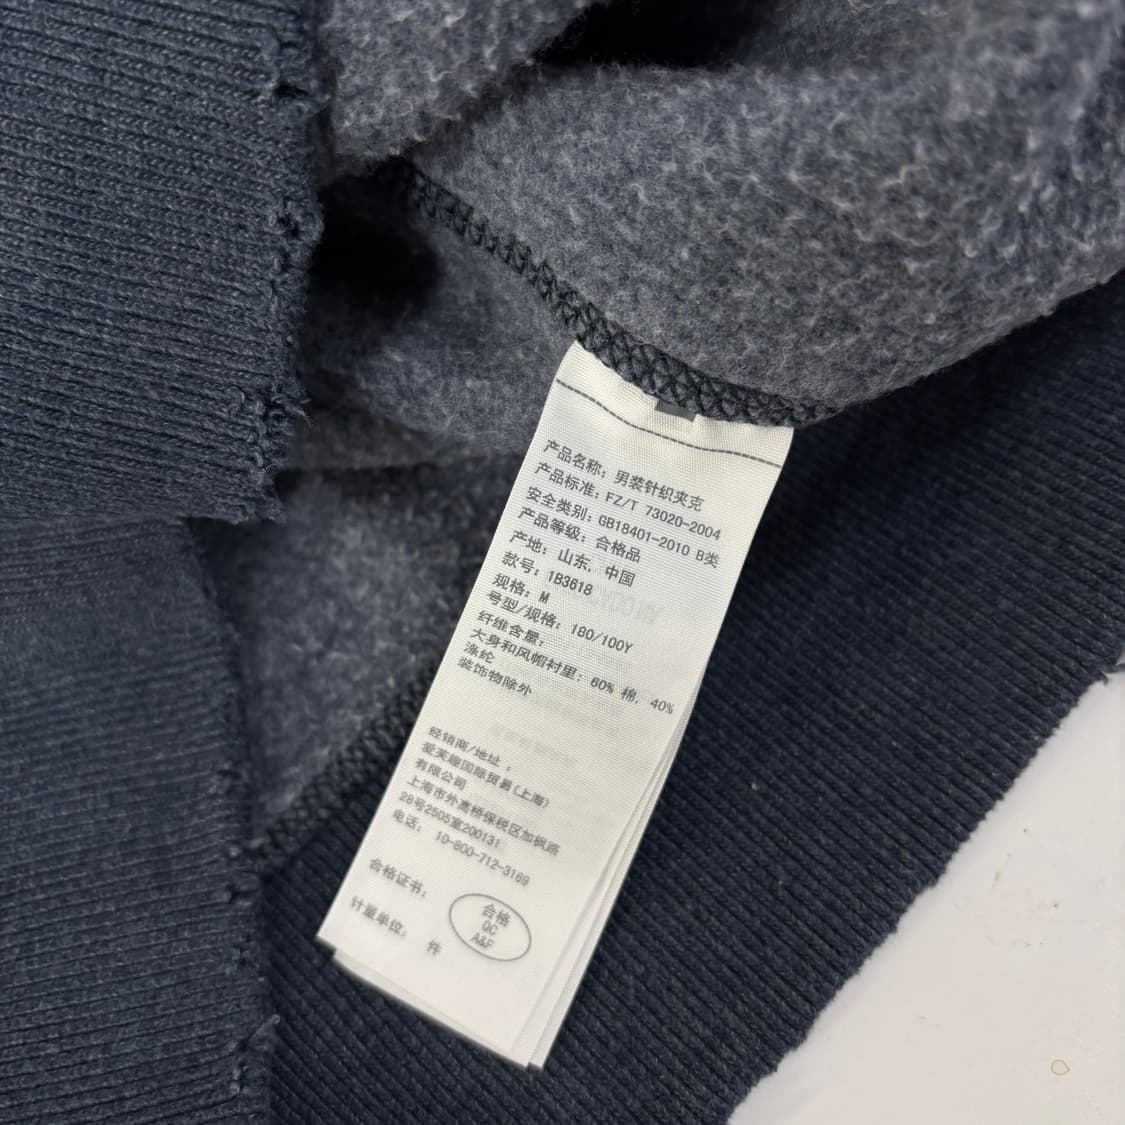 产品名称：男装针织夹克
产品标准：FZ/T 73020-2004
安全类别：GB18401-2010 B类
产品等级：合格品
产地：山东，中国
款号：1B3618
规格：M
号型/规格：180/100Y
纤维含量：
大身和风帽衬里：60% 棉，40%
涤纶
装饰物除外
经销商/地址：
爱芙趣国际贸易(上海)
有限公司
上海市外高桥保税区加枫路
28号2505室200131
电话： 10-800-712-3169
合格证书：
合格
QC
A&F
计量单位： 件